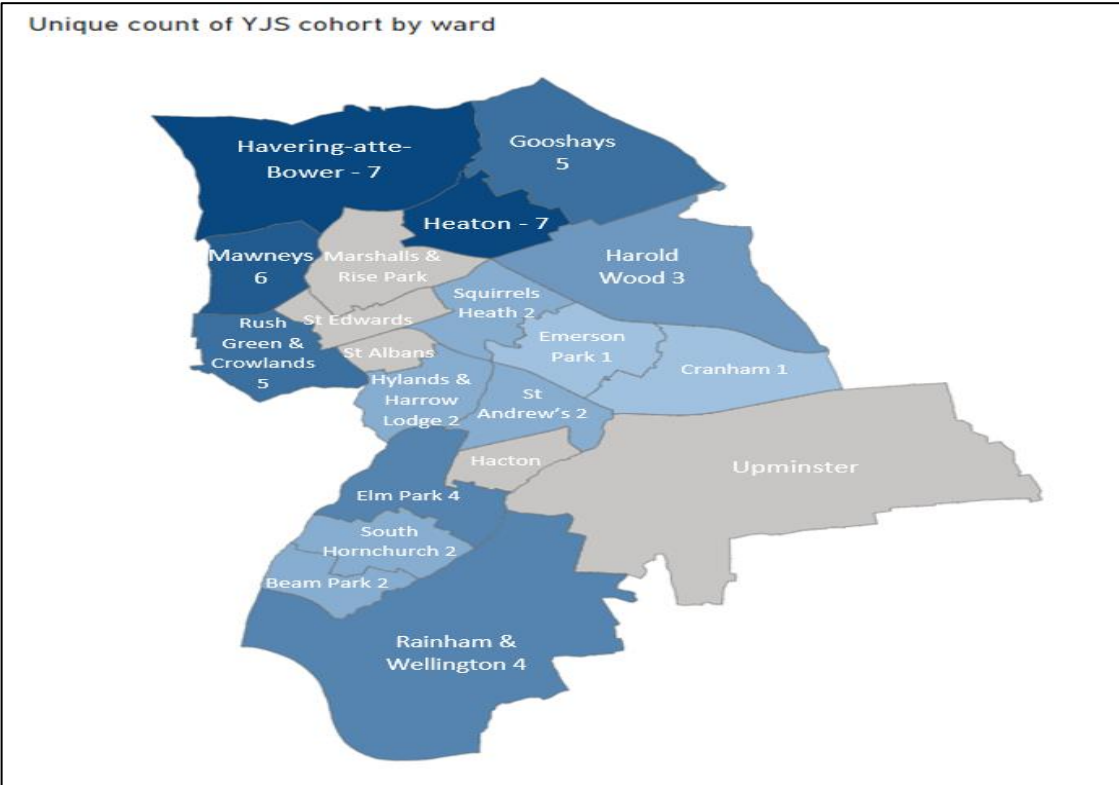 Unique count of YJS cohort by ward
Havering-atte-
Bower - 7
Gooshays
5
Heaton - 7
Mawneys
6
Marshalls &
Rise Park
Harold
Wood 3
Squirrels
Heath 2
St Edwards
Rush
Green &
Crowlands
5
St Albans
Emerson
Park 1
Cranham 1
Hylands &
Harrow
Lodge 2
St
Andrew’s 2
Hacton
Upminster
Elm Park 4
South
Hornchurch 2
Beam Park 2
Rainham &
Wellington 4